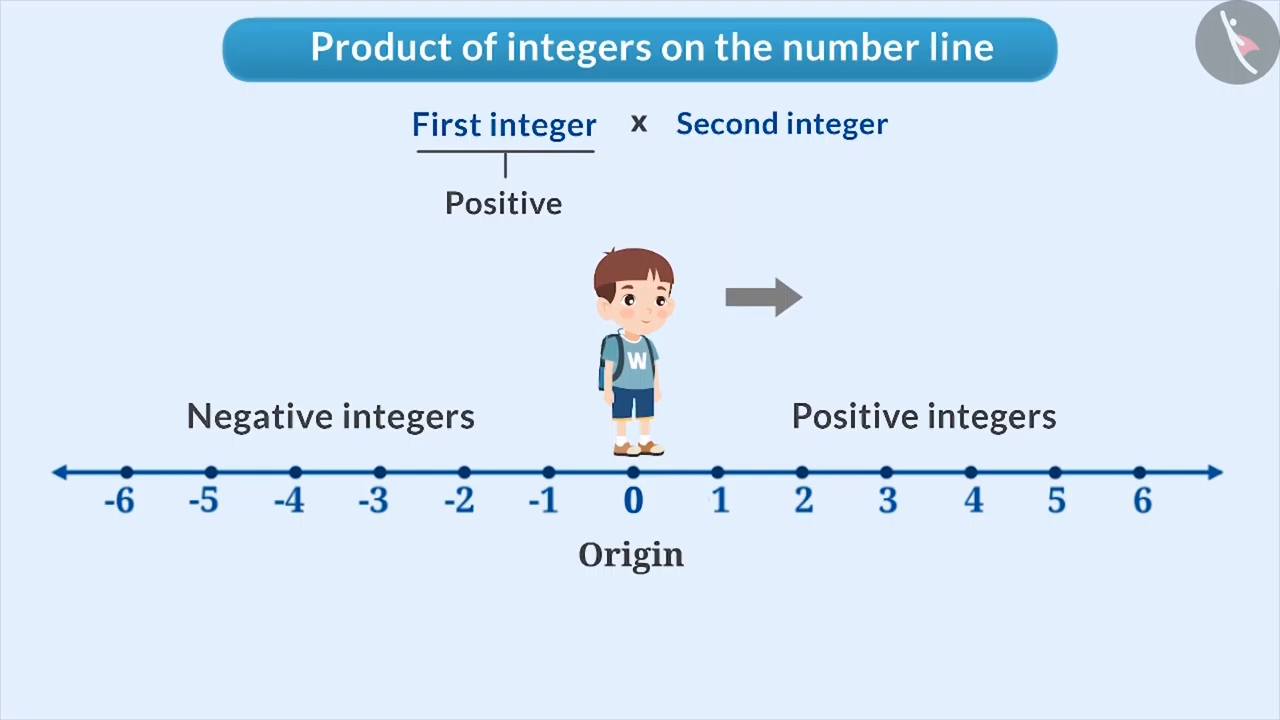 Product of integers on the number line
First integer x Second integer
Positive
W
Negative integers Positive integers
-6 -5 -4 -3 -2 -1 0 1 2 3 4 5 6
Origin